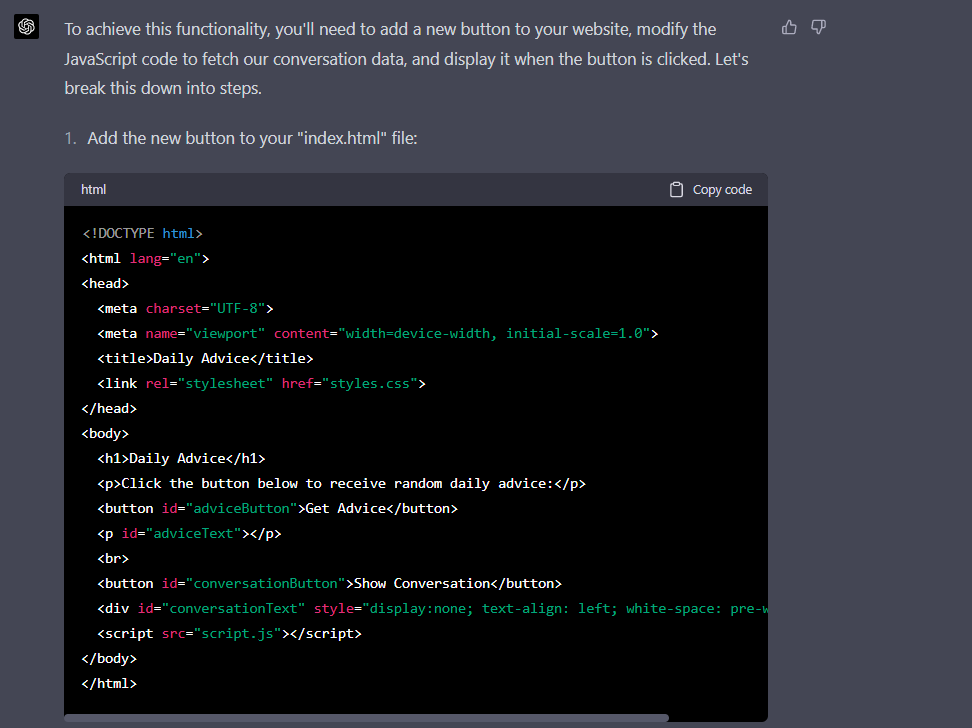 To achieve this functionality, you'll need to add a new button to your website, modify the
JavaScript code to fetch our conversation data, and display it when the button is clicked. Let's
break this down into steps.
1. Add the new button to your "index.html" file:
html Copy code
<!DOCTYPE html>
<html lang="en">
<head>
  <meta charset="UTF-8">
  <meta name="viewport" content="width=device-width, initial-scale=1.0">
  <title>Daily Advice</title>
  <link rel="stylesheet" href="styles.css">
</head>
<body>
  <h1>Daily Advice</h1>
  <p>Click the button below to receive random daily advice:</p>
  <button id="adviceButton">Get Advice</button>
  <p id="adviceText"></p>
  <br>
  <button id="conversationButton">Show Conversation</button>
  <div id="conversationText" style="display:none; text-align: left; white-space: pre-
  <script src="script.js"></script>
</body>
</html>